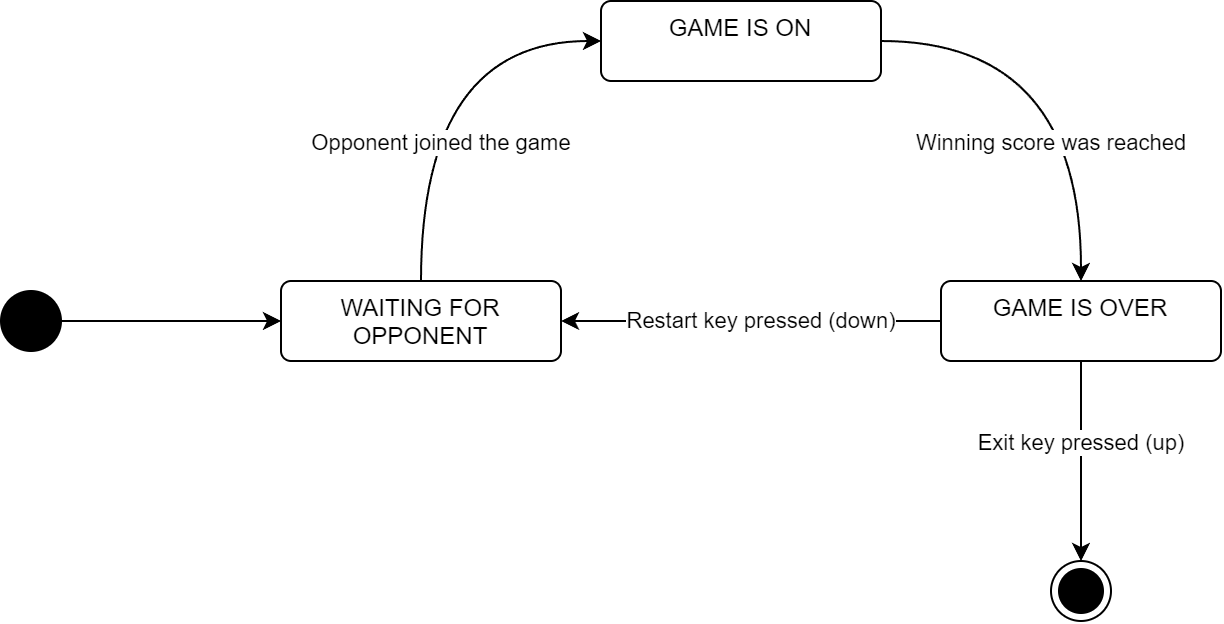 GAME IS ON
Opponent joined the game
Winning score was reached
WAITING FOR
OPPONENT
Restart key pressed (down)
GAME IS OVER
Exit key pressed (up)